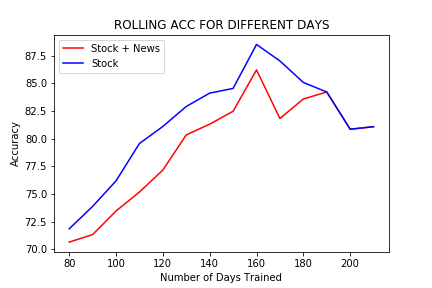 ROLLING ACC FOR DIFFERENT DAYS
Stock + News
Stock
87.5
85.0
82.5
80.0
77.5
75.0
72.5
70.0
Accuracy
80 100 120 140 160 180 200
Number of Days Trained